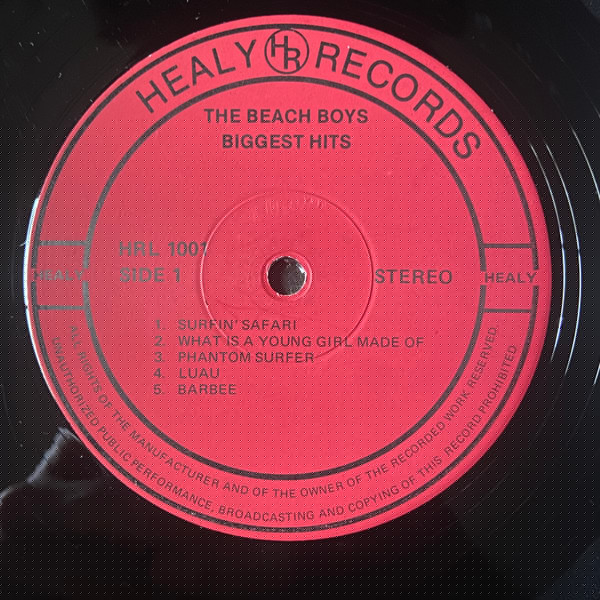 HEALY HR RECORDS
THE BEACH BOYS
BIGGEST HITS
HRL 1001
SIDE 1
STEREO
HEALY
HEALY
1. SURFIN' SAFARI
2. WHAT IS A YOUNG GIRL MADE OF
3. PHANTOM SURFER
4. LUAU
5. BARBEE
ALL RIGHTS OF THE MANUFACTURER AND OF THE OWNER OF THE RECORDED WORK RESERVED.
UNAUTHORIZED PUBLIC PERFORMANCE, BROADCASTING AND COPYING OF THIS RECORD PROHIBITED